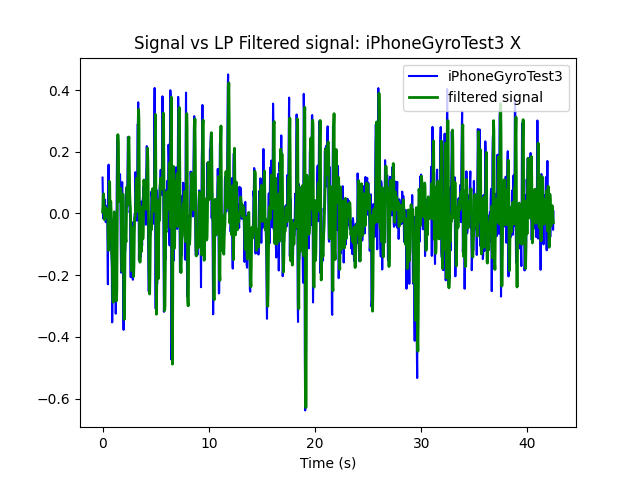 Signal vs LP Filtered signal: iPhoneGyroTest3 X
iPhoneGyroTest3
filtered signal
0.4
0.2
0.0
−0.2
−0.4
−0.6
0 10 20 30 40
Time (s)